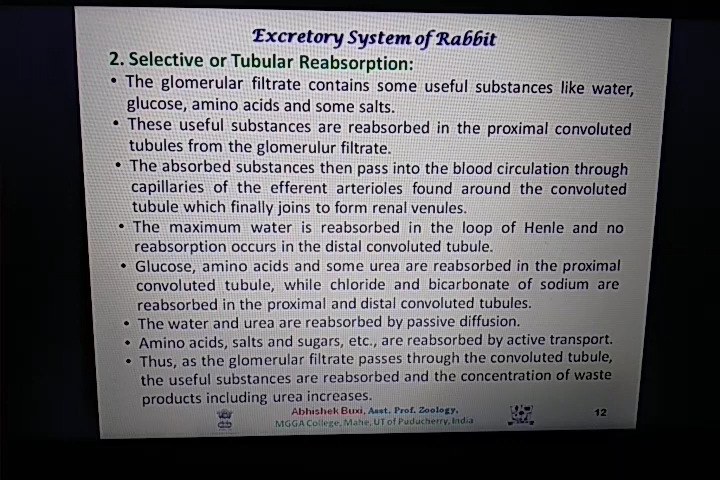 Excretory System of Rabbit
2. Selective or Tubular Reabsorption:
• The glomerular filtrate contains some useful substances like water,
glucose, amino acids and some salts.
• These useful substances are reabsorbed in the proximal convoluted
tubules from the glomerulur filtrate.
• The absorbed substances then pass into the blood circulation through
capillaries of the efferent arterioles found around the convoluted
tubule which finally joins to form renal venules.
• The maximum water is reabsorbed in the loop of Henle and no
reabsorption occurs in the distal convoluted tubule.
• Glucose, amino acids and some urea are reabsorbed in the proximal
convoluted tubule, while chloride and bicarbonate of sodium are
reabsorbed in the proximal and distal convoluted tubules.
• The water and urea are reabsorbed by passive diffusion.
• Amino acids, salts and sugars, etc., are reabsorbed by active transport.
• Thus, as the glomerular filtrate passes through the convoluted tubule,
the useful substances are reabsorbed and the concentration of waste
products including urea increases.
Abhishek Buxi, Asst. Prof. Zoology,
MGGA College, Mahe, UT of Puducherry, India
12